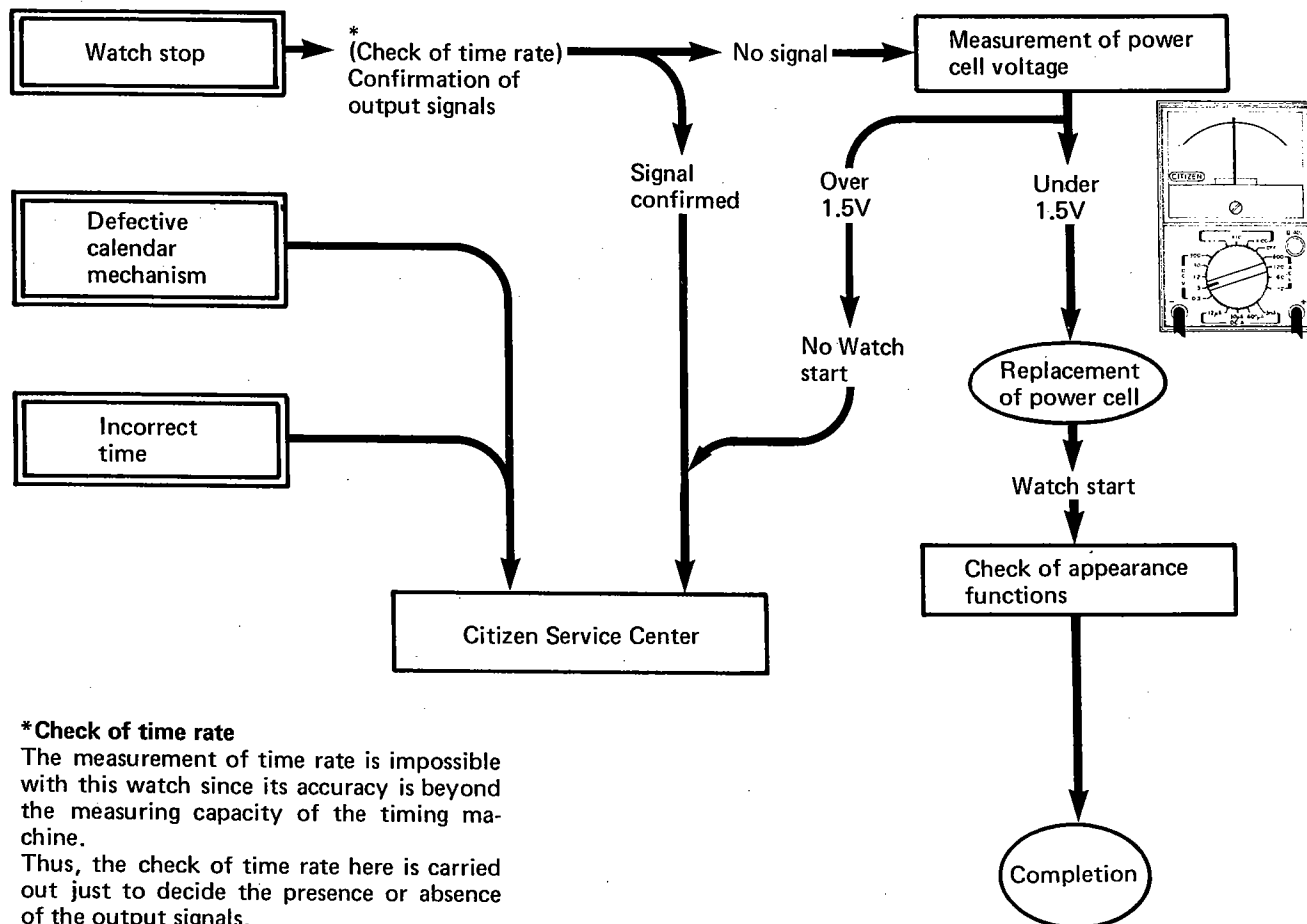 Watch stop
*
(Check of time rate)
Confirmation of
output signals
No signal
Measurement of power
cell voltage
Signal
confirmed
Over
1.5V
Under
1.5V
CITIZEN
Defective
calendar
mechanism
No Watch
start
Replacement
of power cell
Incorrect
time
Watch start
Check of appearance
functions
Citizen Service Center
Completion
*Check of time rate
The measurement of time rate is impossible
with this watch since its accuracy is beyond
the measuring capacity of the timing ma-
chine.
Thus, the check of time rate here is carried
out just to decide the presence or absence
of the output signals.